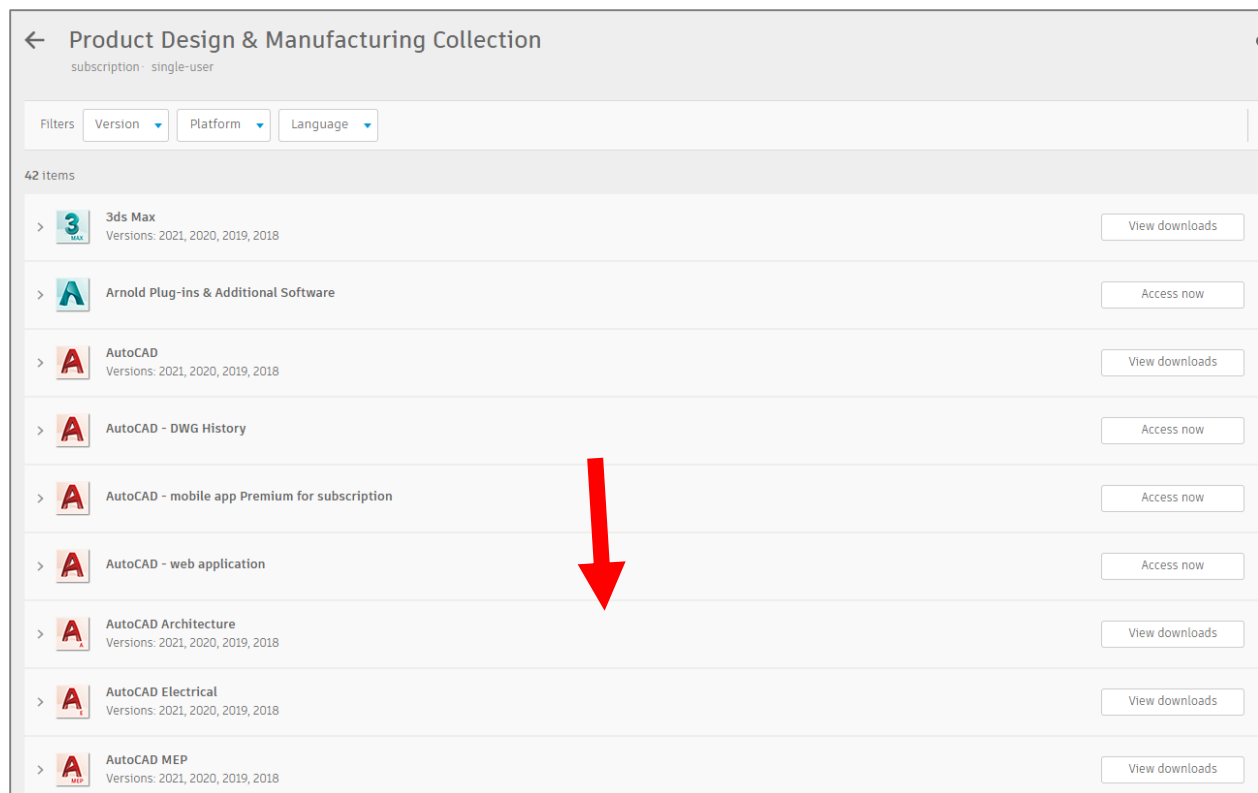 Product Design & Manufacturing Collection
subscription · single-user
Filters Version Platform Language
42 items
3
MAX
3ds Max
Versions: 2021, 2020, 2019, 2018
View downloads
Arnold Plug-ins & Additional Software
Access now
AutoCAD
Versions: 2021, 2020, 2019, 2018
View downloads
AutoCAD - DWG History
Access now
AutoCAD - mobile app Premium for subscription
Access now
AutoCAD - web application
Access now
A
AutoCAD Architecture
Versions: 2021, 2020, 2019, 2018
View downloads
E
AutoCAD Electrical
Versions: 2021, 2020, 2019, 2018
View downloads
MEP
AutoCAD MEP
Versions: 2021, 2020, 2019, 2018
View downloads